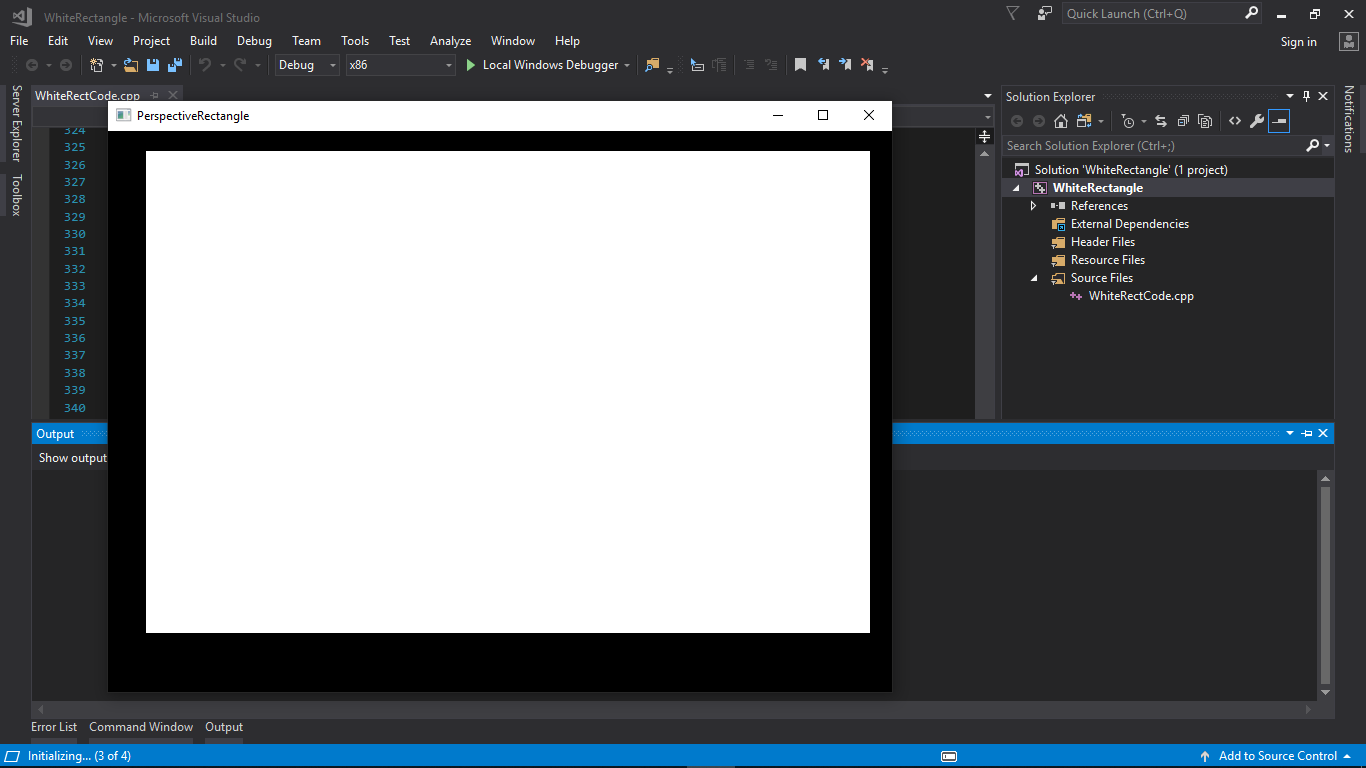 WhiteRectangle - Microsoft Visual Studio
Quick Launch (Ctrl+Q)
File Edit View Project Build Debug Team Tools Test Analyze Window Help
Sign in
Debug x86 Local Windows Debugger
Server Explorer
Toolbox
WhiteRectCode.cpp
PerspectiveRectangle
324
325
326
327
328
329
330
331
332
333
334
335
336
337
338
339
340
Solution Explorer
Search Solution Explorer (Ctrl+;)
Solution 'WhiteRectangle' (1 project)
WhiteRectangle
References
External Dependencies
Header Files
Resource Files
Source Files
WhiteRectCode.cpp
Notifications
Output
Show output
Error List Command Window Output
Initializing... (3 of 4)
Add to Source Control